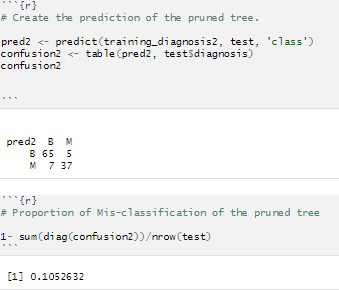 ```{r}
# Create the prediction of the pruned tree.
pred2 <- predict(training_diagnosis2, test, 'class')
confusion2 <- table(pred2, test$diagnosis)
confusion2
```
pred2 B M
B 65 5
M 7 37
```{r}
# Proportion of Mis-classification of the pruned tree
1- sum(diag(confusion2))/nrow(test)
```
[1] 0.1052632